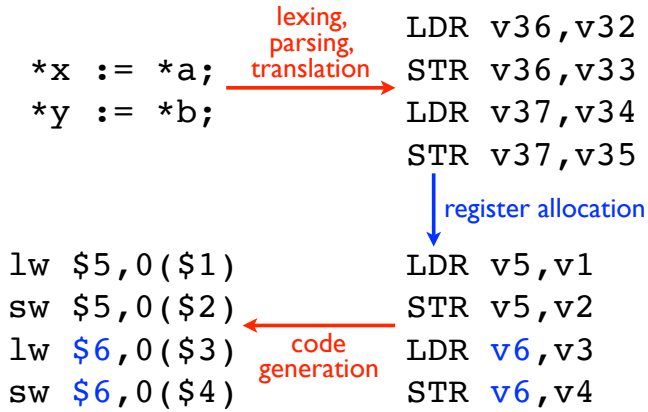 *x := *a;
*y := *b;
lexing,
parsing,
translation
LDR v36,v32
STR v36,v33
LDR v37,v34
STR v37,v35
register allocation
LDR v5,v1
STR v5,v2
LDR v6,v3
STR v6,v4
code
generation
lw $5,0($1)
sw $5,0($2)
lw $6,0($3)
sw $6,0($4)